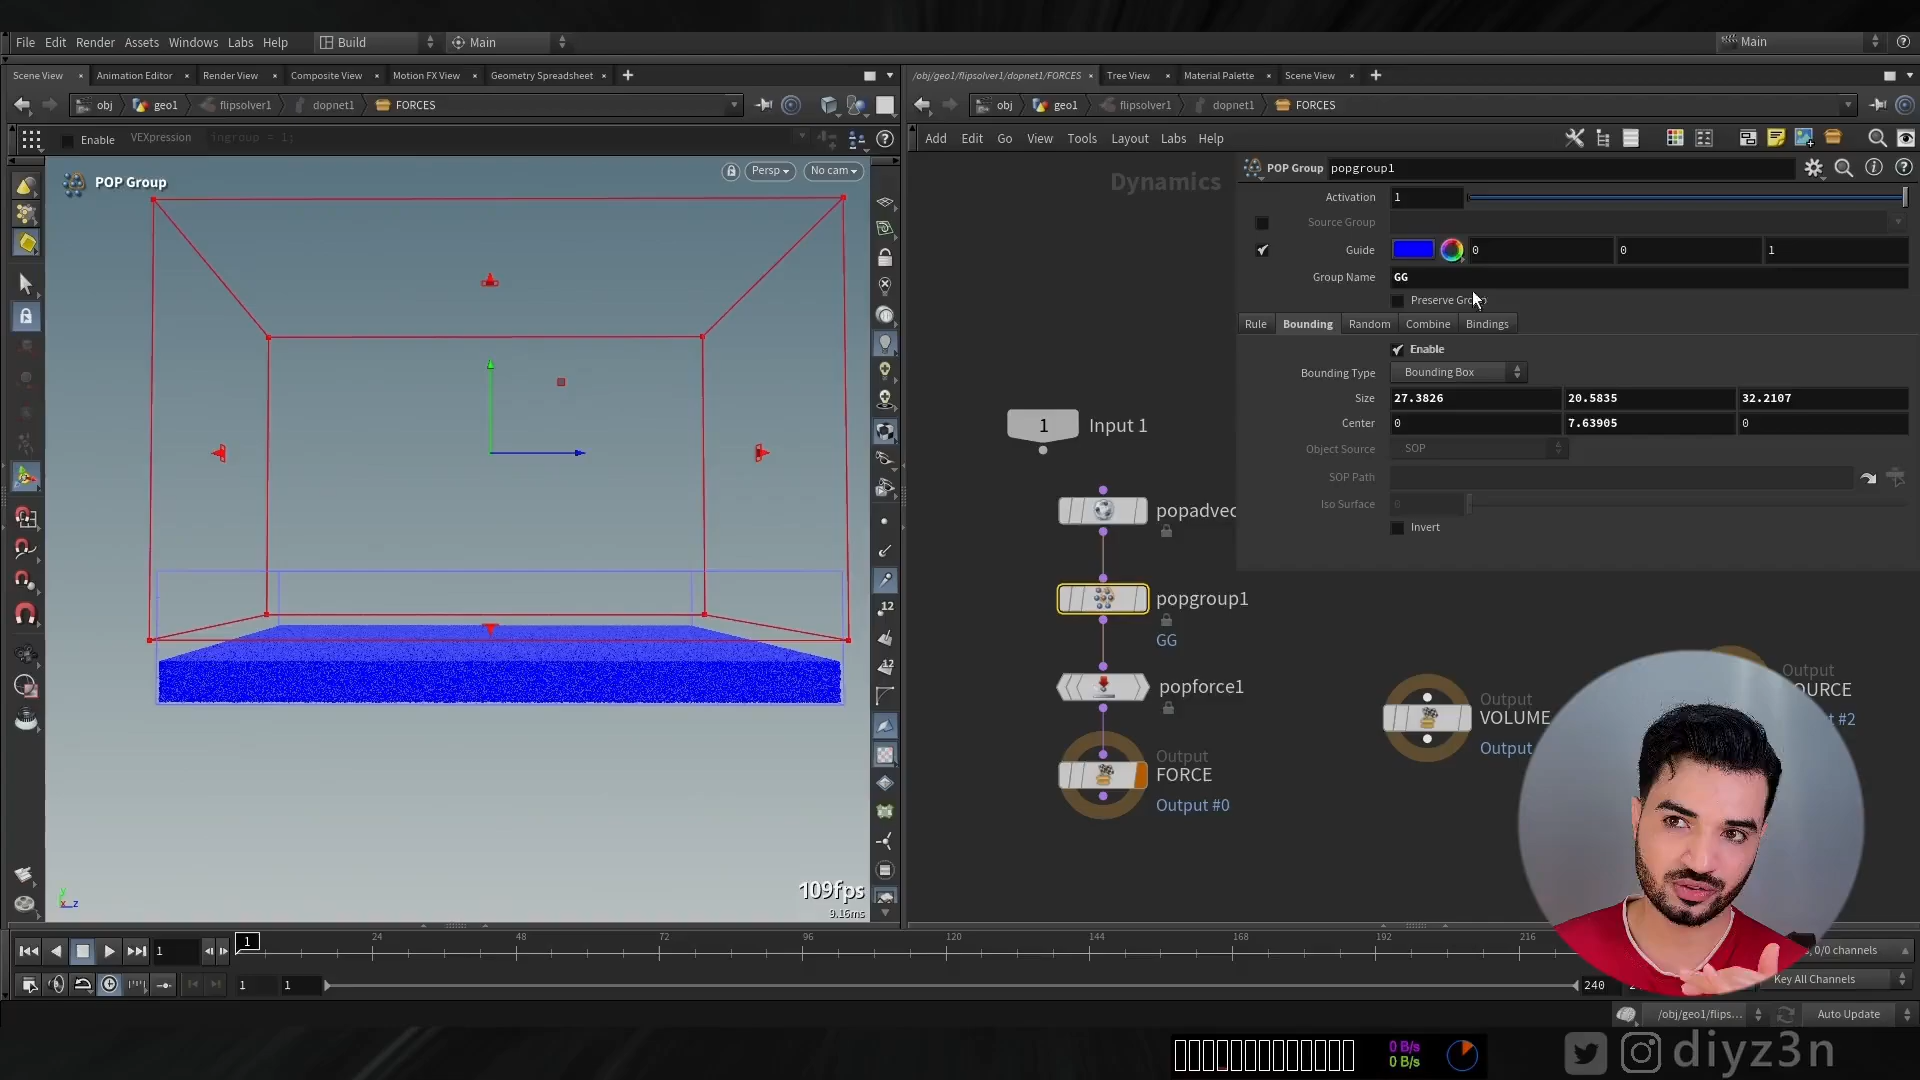 File Edit Render Assets Windows Labs Help Build Main Main
Scene View Animation Editor Render View Composite View Motion FX View Geometry Spreadsheet
/obj/geo1/flipsolver1/dopnet1/FORCES Tree View Material Palette Scene View
obj geo1 flipsolver1 dopnet1 FORCES
obj geo1 flipsolver1 dopnet1 FORCES
Enable VEXpression ingroup = 1;
Add Edit Go View Tools Layout Labs Help
POP Group
Persp No cam
Dynamics
POP Group popgroup1
Activation 1
Source Group
Guide 0 0 1
Group Name GG
Preserve Group
Rule Bounding Random Combine Bindings
Enable
Bounding Type Bounding Box
Size 27.3826 20.5835 32.2107
Center 0 7.63905 0
Object Source SOP
SOP Path
Iso Surface 0
Invert
1 Input 1
popadvec
popgroup1
GG
popforce1
Output
FORCE
Output #0
Output
VOLUME
Output
Output
OURCE
t #2
12
12
y
x z
109fps
9.16ms
1 1 24 48 72 96 120 144 168 192 216
0/0 channels
1 1 240
Key All Channels
/obj/geo1/flips... Auto Update
0 B/s
0 B/s
diyz3n